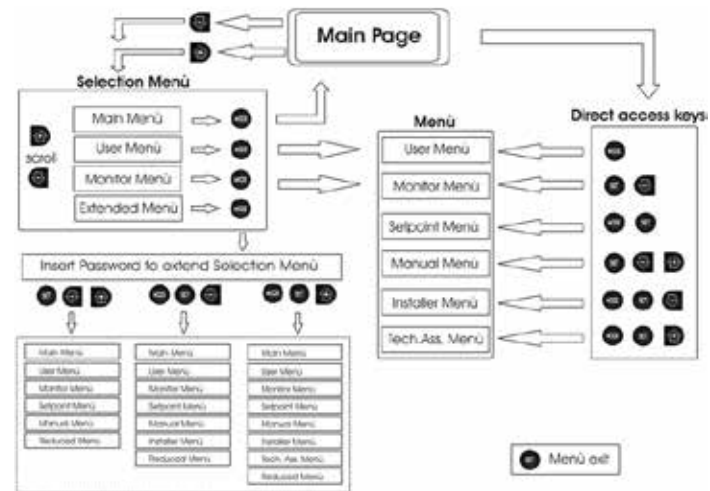 Main Page
Selection Menù
Main Menù
User Menù
Monitor Menù
Extended Menù
scroll
Menù
User Menù
Monitor Menù
Setpoint Menù
Manual Menù
Installer Menù
Tech.Ass. Menù
Direct access keys:
MODE
SET
Insert Password to extend Selection Menù
Main Menù
User Menù
Monitor Menù
Setpoint Menù
Manual Menù
Reduced Menù
Main Menù
User Menù
Monitor Menù
Setpoint Menù
Manual Menù
Installer Menù
Reduced Menù
Main Menù
User Menù
Monitor Menù
Setpoint Menù
Manual Menù
Installer Menù
Tech. Ass. Menù
Reduced Menù
SET
Menù exit